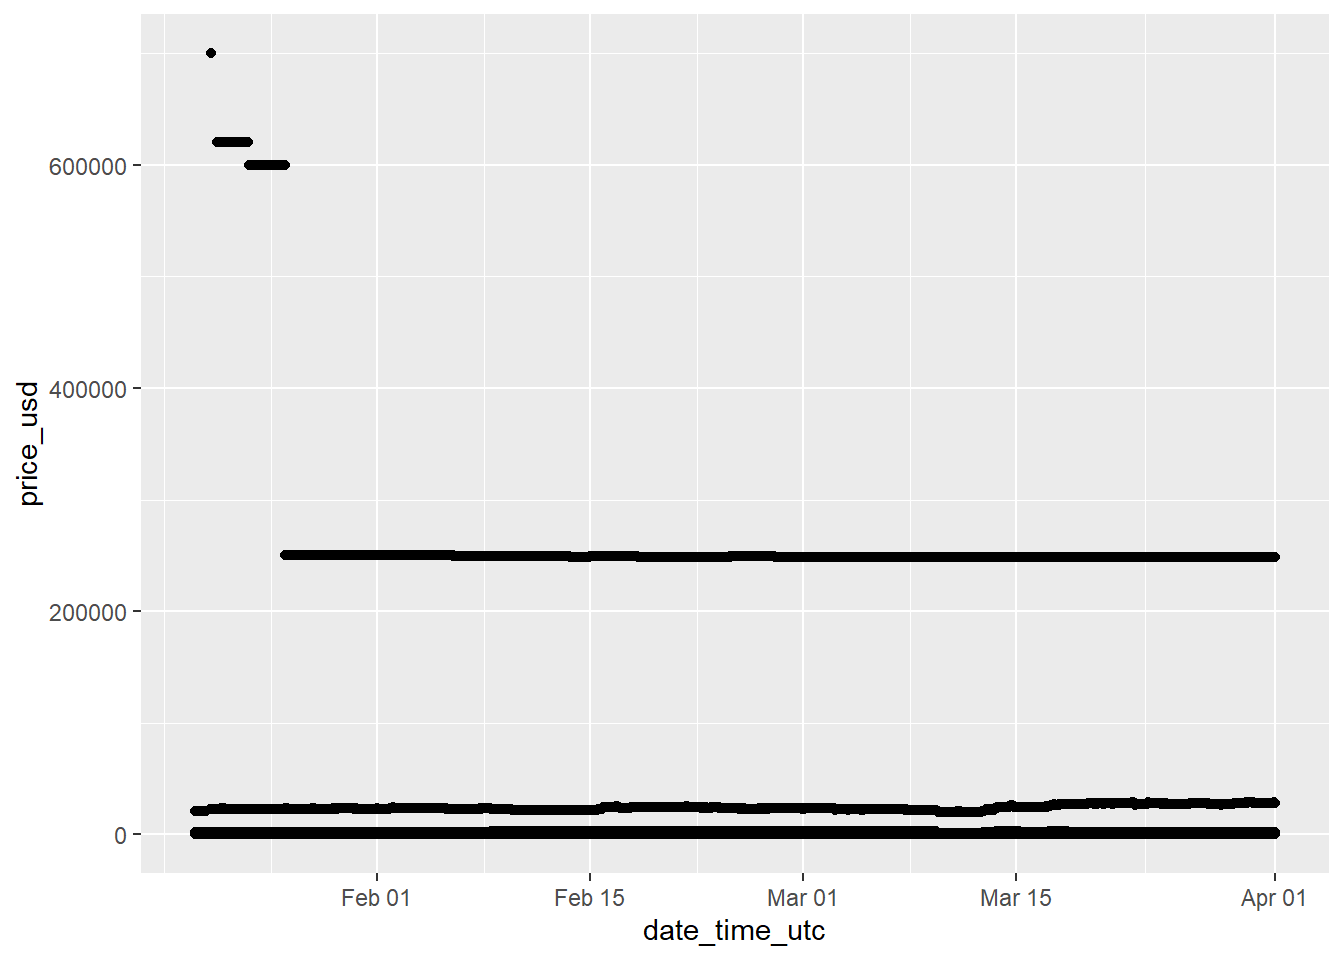 600000
400000
200000
0
price_usd
Feb 01 Feb 15 Mar 01 Mar 15 Apr 01
date_time_utc